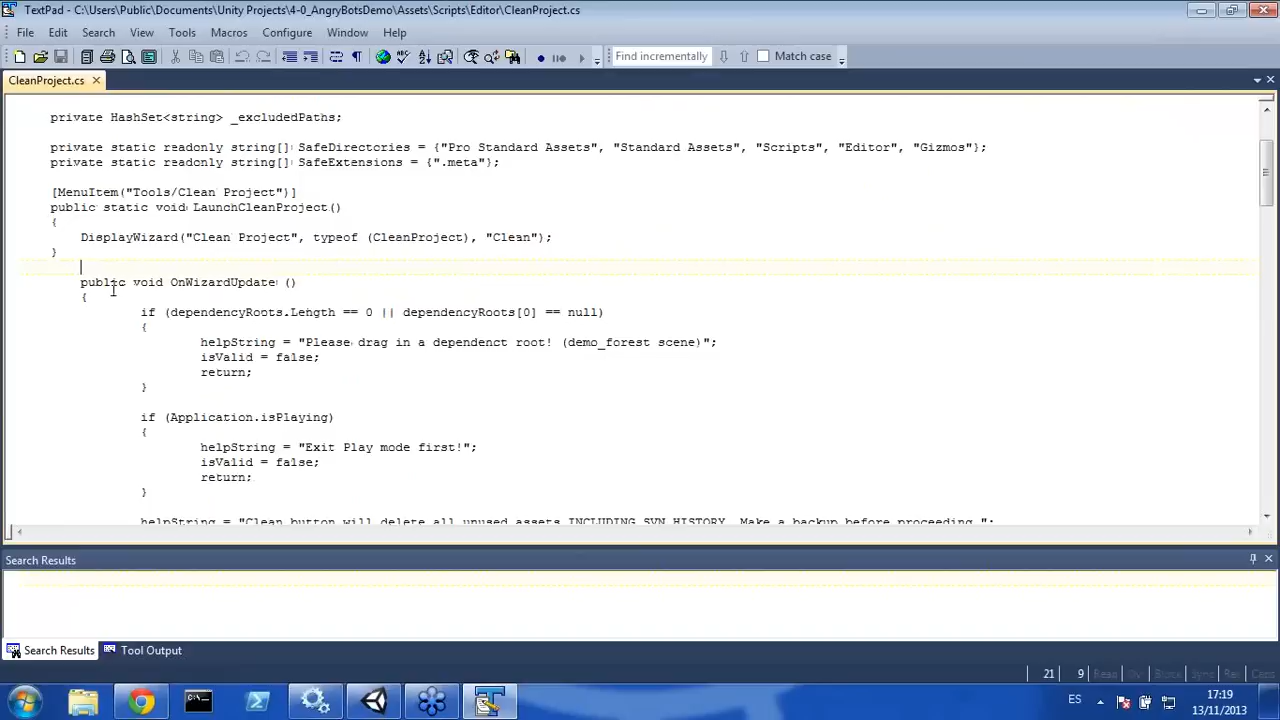 TextPad - C:\Users\Public\Documents\Unity Projects\4-0_AngryBotsDemo\Assets\Scripts\Editor\CleanProject.cs
File Edit Search View Tools Macros Configure Window Help
Find incrementally Match case
CleanProject.cs
private HashSet<string> _excludedPaths;
private static readonly string[] SafeDirectories = {"Pro Standard Assets", "Standard Assets", "Scripts", "Editor", "Gizmos"};
private static readonly string[] SafeExtensions = {".meta"};
[MenuItem("Tools/Clean Project")]
public static void LaunchCleanProject()
{
DisplayWizard("Clean Project", typeof (CleanProject), "Clean");
}
public void OnWizardUpdate ()
{
if (dependencyRoots.Length == 0 || dependencyRoots[0] == null)
{
helpString = "Please drag in a dependenct root! (demo_forest scene)";
isValid = false;
return;
}
if (Application.isPlaying)
{
helpString = "Exit Play mode first!";
isValid = false;
return;
}
helpString = "Clean button will delete all unused assets INCLUDING SVN HISTORY. Make a backup before proceeding.";
Search Results
Search Results Tool Output
21 9 Read Block Sync Rec Caps
ES 17:19
13/11/2013